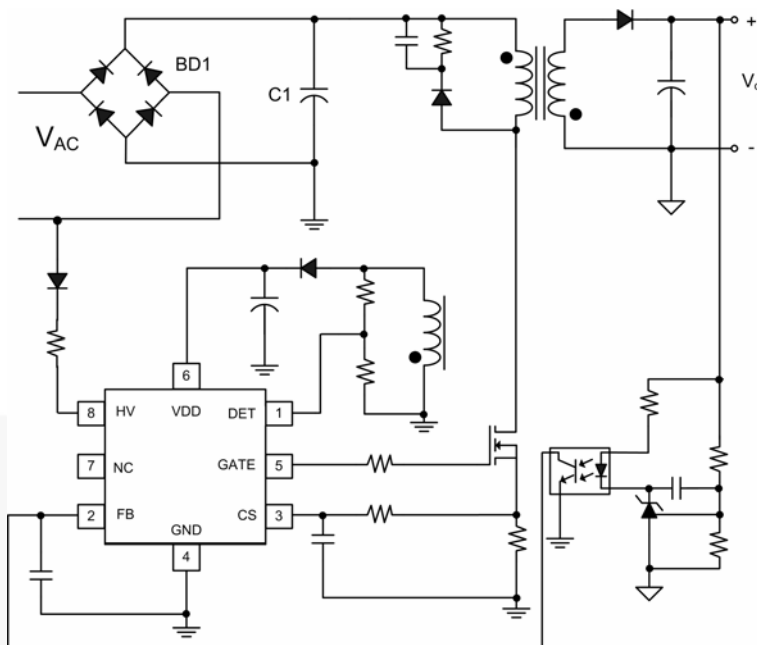 BD1
C1
VAC
+
Vo
-
6
8 HV VDD DET 1
7 NC GATE 5
2 FB CS 3
GND
4